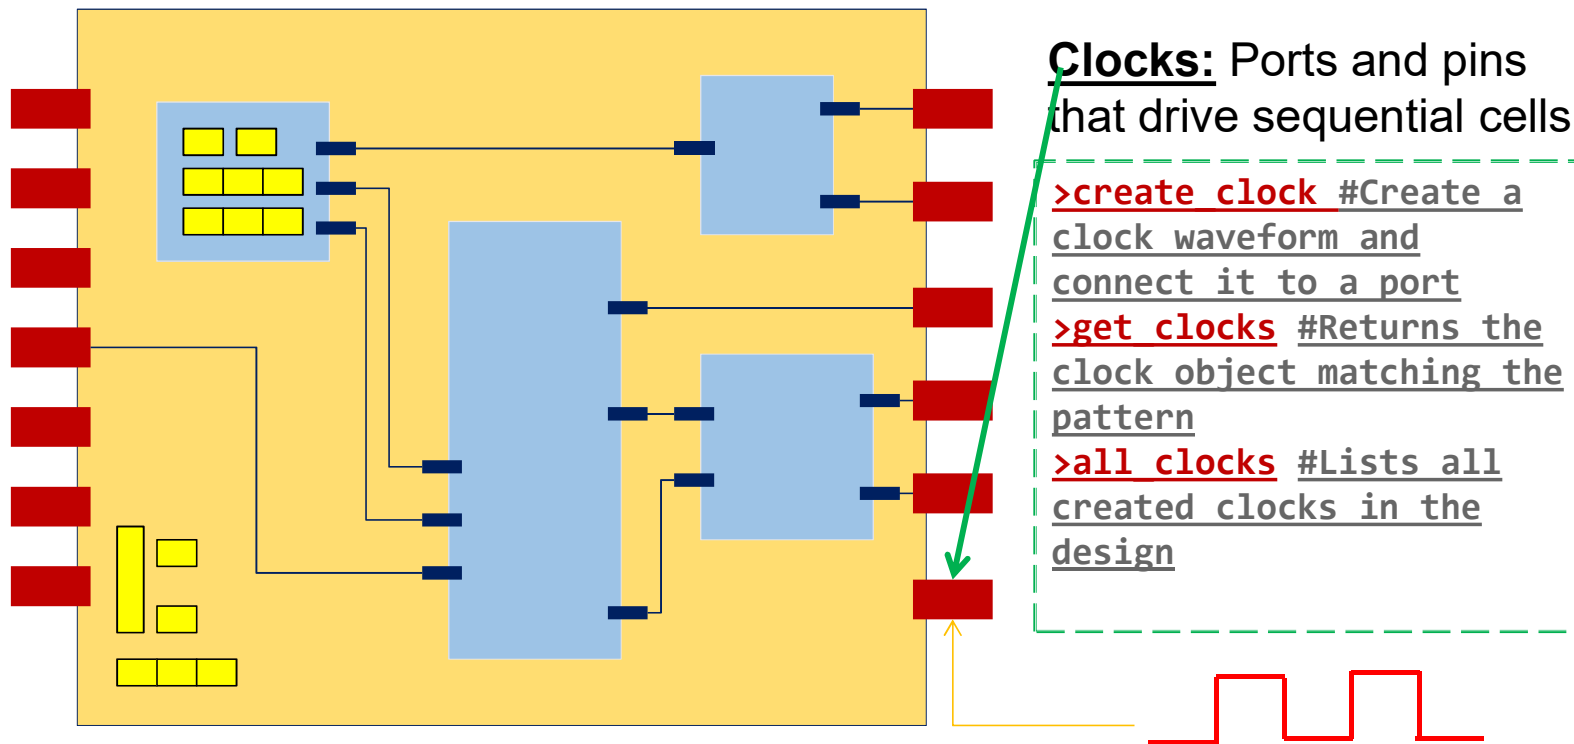 Clocks: Ports and pins
that drive sequential cells
>create_clock #Create a
clock waveform and
connect it to a port
>get_clocks #Returns the
clock object matching the
pattern
>all_clocks #Lists all
created clocks in the
design